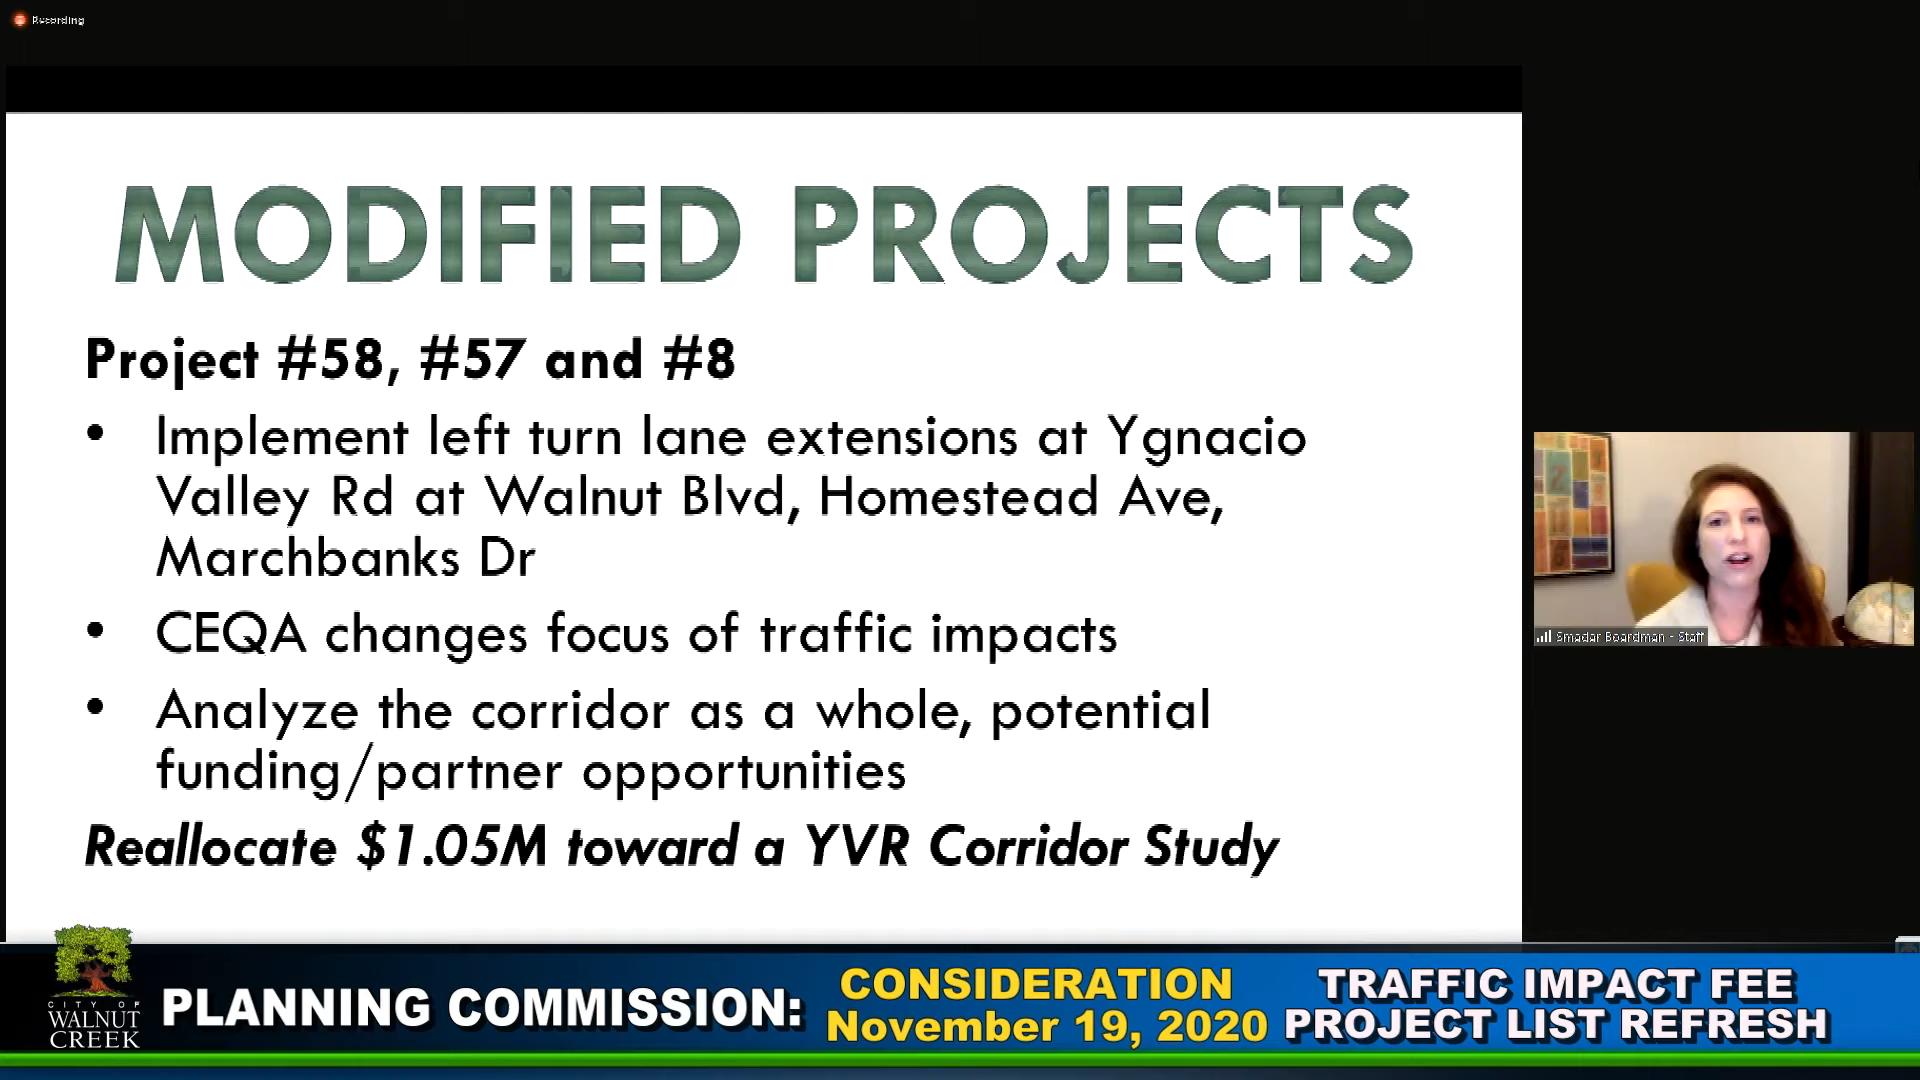 Recording
MODIFIED PROJECTS
Project #58, #57 and #8
• Implement left turn lane extensions at Ygnacio
Valley Rd at Walnut Blvd, Homestead Ave,
Marchbanks Dr
• CEQA changes focus of traffic impacts
• Analyze the corridor as a whole, potential
funding/partner opportunities
Reallocate $1.05M toward a YVR Corridor Study
Smadar Boardman - Staff
CITY OF
WALNUT
CREEK
PLANNING COMMISSION:
CONSIDERATION
November 19, 2020
TRAFFIC IMPACT FEE
PROJECT LIST REFRESH